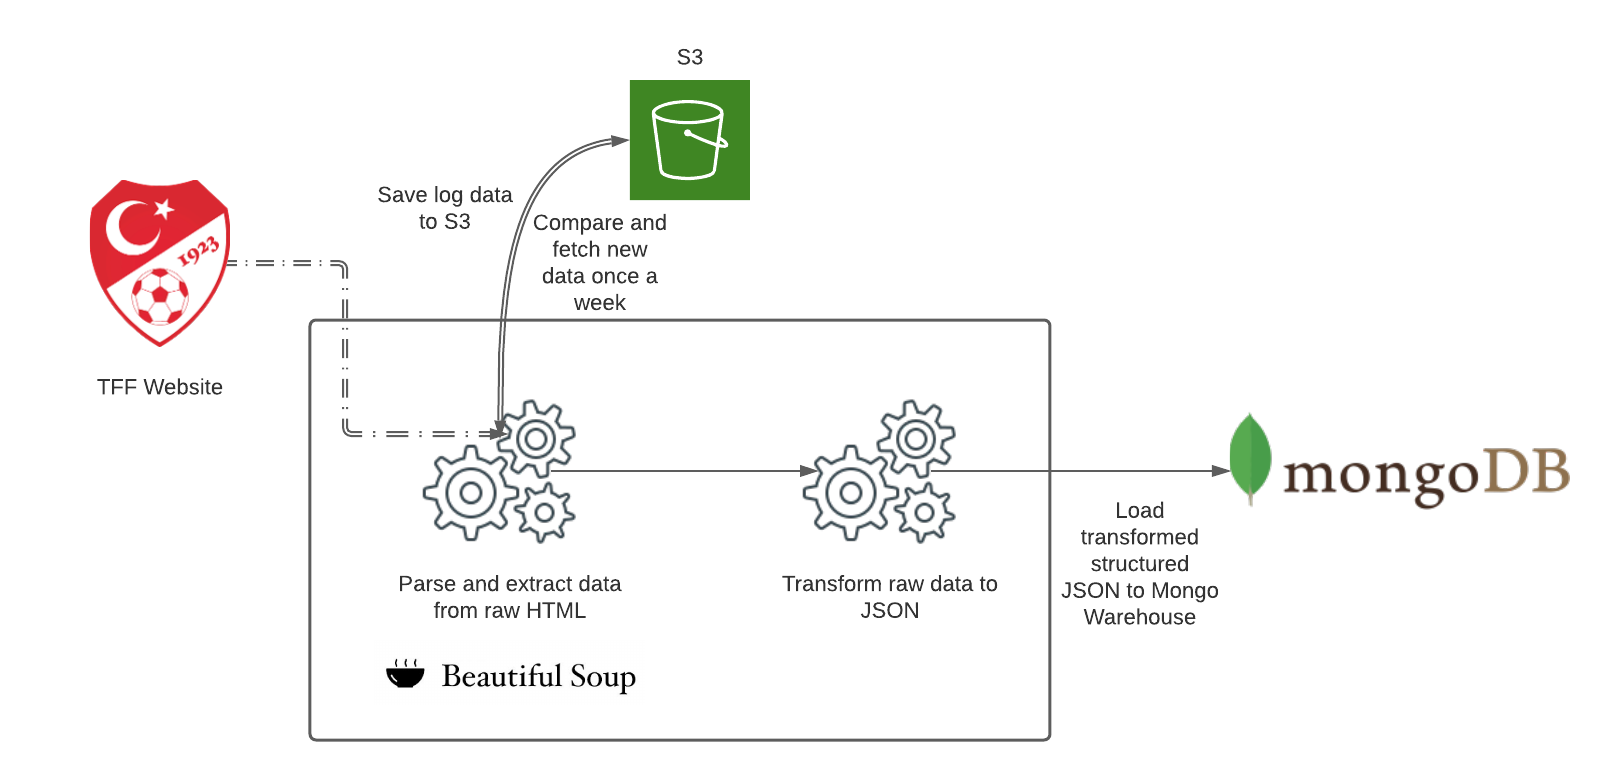 S3
Save log data
to S3
Compare and
fetch new
data once a
week
1923
TFF Website
Parse and extract data
from raw HTML
Beautiful Soup
Transform raw data to
JSON
mongoDB
Load
transformed
structured
JSON to Mongo
Warehouse